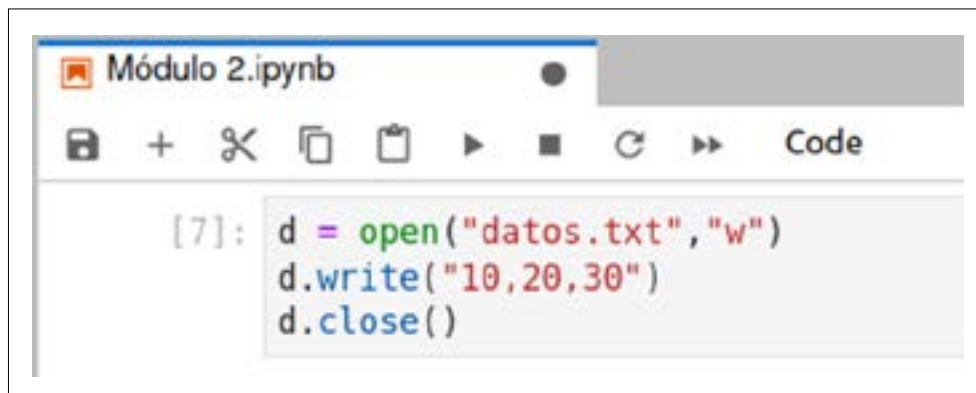 Módulo 2.ipynb
Code
[7]: d = open("datos.txt","w")
d.write("10,20,30")
d.close()